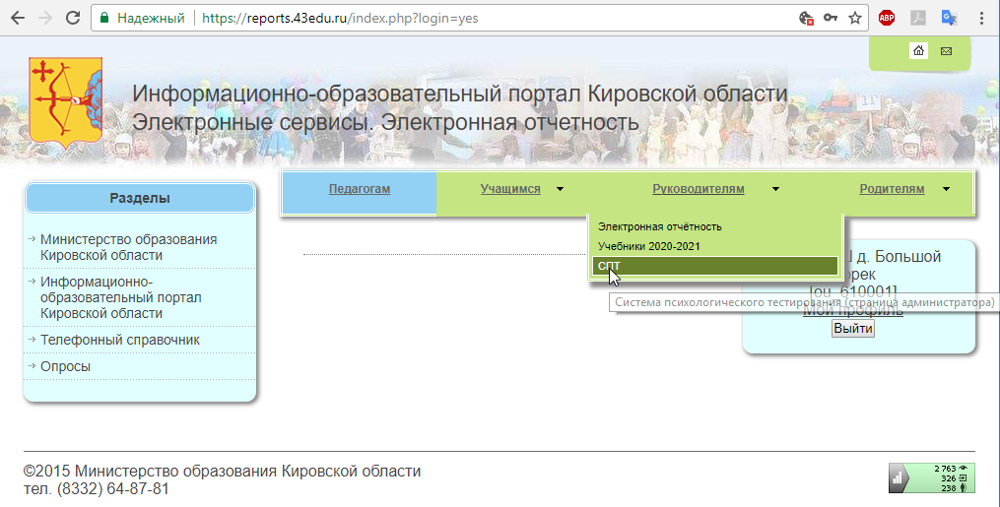 Надежный
https://reports.43edu.ru/index.php?login=yes
ABP
Информационно-образовательный портал Кировской области
Электронные сервисы. Электронная отчетность
Разделы
Министерство образования
Кировской области
Информационно-
образовательный портал
Кировской области
Телефонный справочник
Опросы
Педагогам Учащимся Руководителям Родителям
Электронная отчётность
Учебники 2020-2021
СПТ
Система психологического тестирования (страница администратора)
д. Большой
[ou_610001]
Мой профиль
Выйти
©2015 Министерство образования Кировской области
тел. (8332) 64-87-81
2 763
326
238